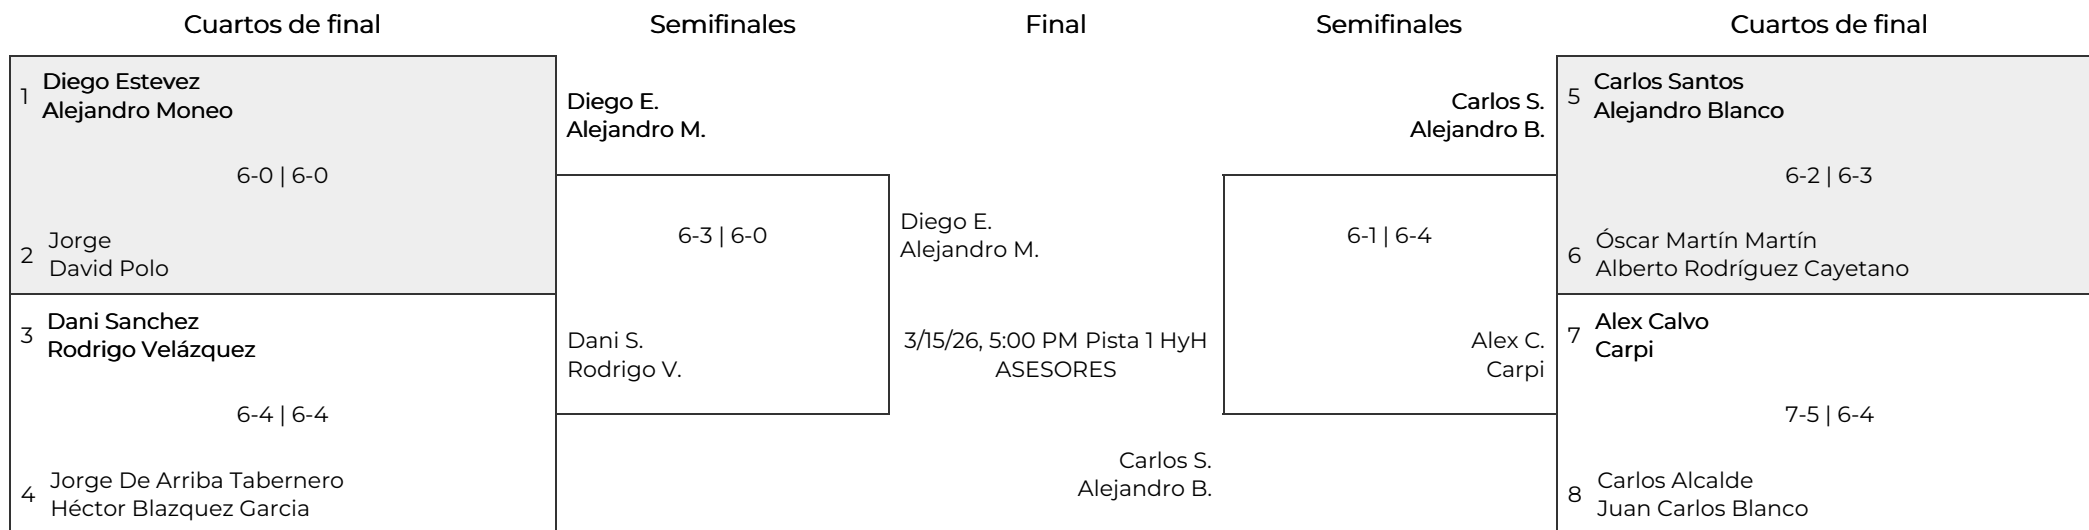 Cuartos de final
Semifinales
Final
Semifinales
Cuartos de final
1
Diego Estevez
Alejandro Moneo
6-0 | 6-0
2
Jorge
David Polo
3
Dani Sanchez
Rodrigo Velázquez
6-4 | 6-4
4
Jorge De Arriba Tabernero
Héctor Blazquez Garcia
Diego E.
Alejandro M.
6-3 | 6-0
Dani S.
Rodrigo V.
Diego E.
Alejandro M.
3/15/26, 5:00 PM Pista 1 HyH
ASESORES
Carlos S.
Alejandro B.
Carlos S.
Alejandro B.
6-1 | 6-4
Alex C.
Carpi
5
Carlos Santos
Alejandro Blanco
6-2 | 6-3
6
Óscar Martín Martín
Alberto Rodríguez Cayetano
7
Alex Calvo
Carpi
7-5 | 6-4
8
Carlos Alcalde
Juan Carlos Blanco